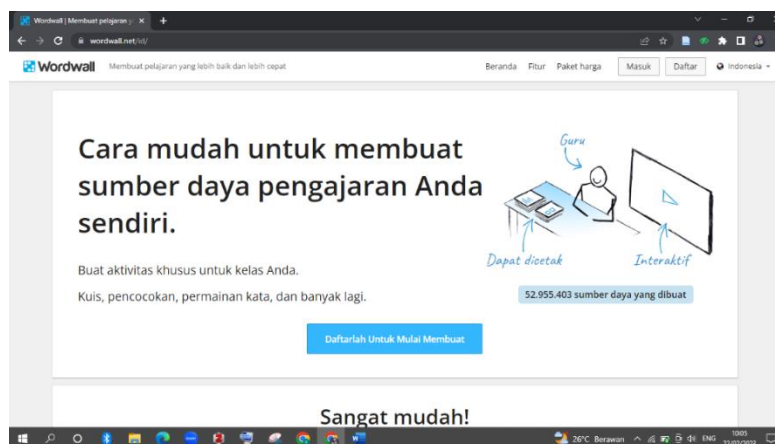 Wordwall | Membuat pelajaran y
wordwall.net/id/
Wordwall Membuat pelajaran yang lebih baik dan lebih cepat Beranda Fitur Paket harga Masuk Daftar Indonesia
Cara mudah untuk membuat
sumber daya pengajaran Anda
sendiri.
Buat aktivitas khusus untuk kelas Anda.
Kuis, pencocokan, permainan kata, dan banyak lagi.
Guru
Dapat dicetak
Interaktif
52.955.403 sumber daya yang dibuat
Daftarlah Untuk Mulai Membuat
Sangat mudah!
26°C Berawan ENG